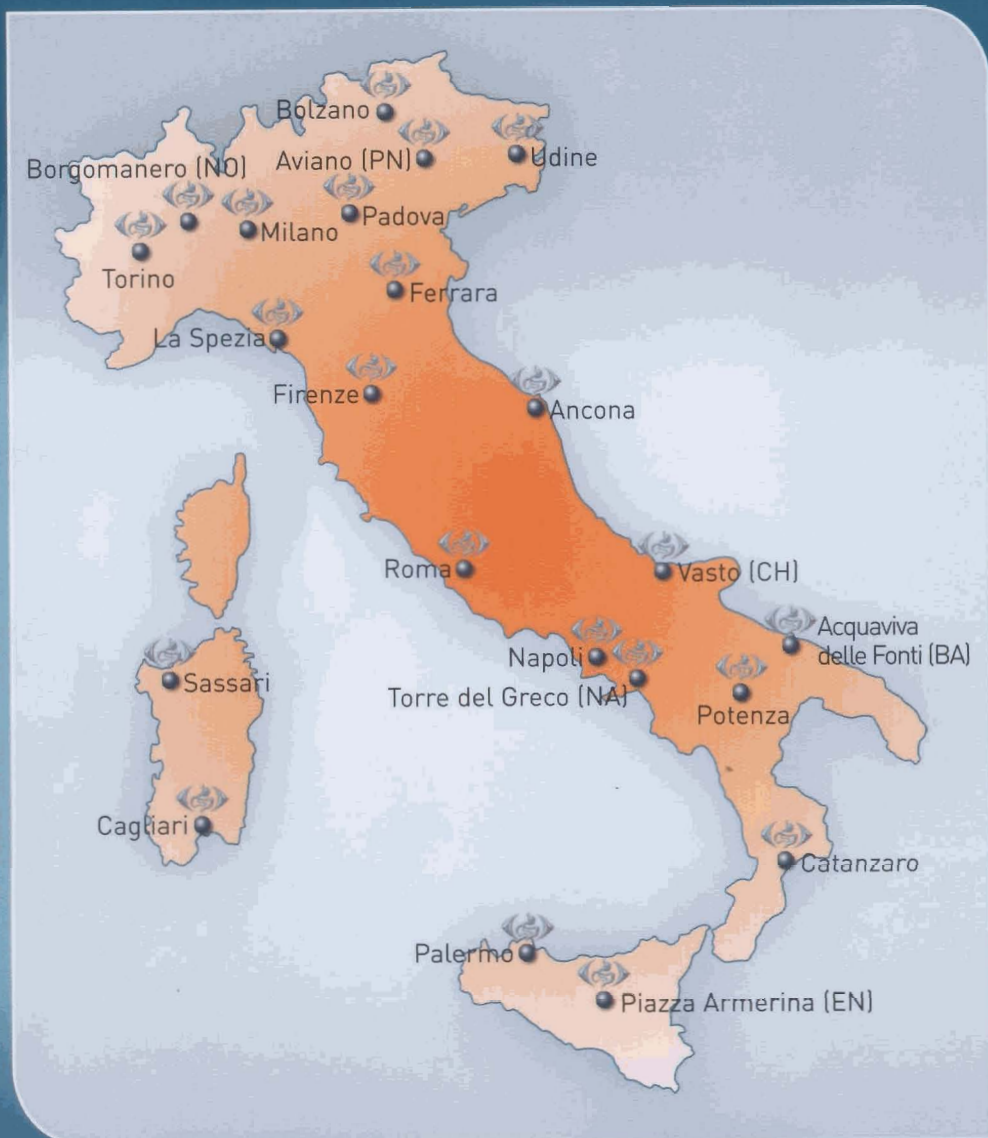 Bolzano
Borgomanero (NO)
Aviano (PN)
Udine
Milano
Padova
Torino
Ferrara
La Spezia
Firenze
Ancona
Roma
Vasto (CH)
Acquaviva
delle Fonti (BA)
Napoli
Torre del Greco (NA)
Potenza
Sassari
Cagliari
Catanzaro
Palermo
Piazza Armerina (EN)